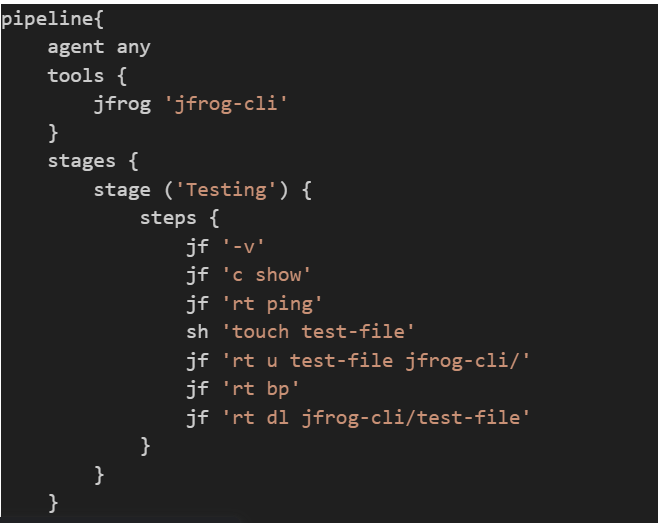 pipeline{
    agent any
    tools {
        jfrog 'jfrog-cli'
    }
    stages {
        stage ('Testing') {
            steps {
                jf '-v'
                jf 'c show'
                jf 'rt ping'
                sh 'touch test-file'
                jf 'rt u test-file jfrog-cli/'
                jf 'rt bp'
                jf 'rt dl jfrog-cli/test-file'
            }
        }
    }